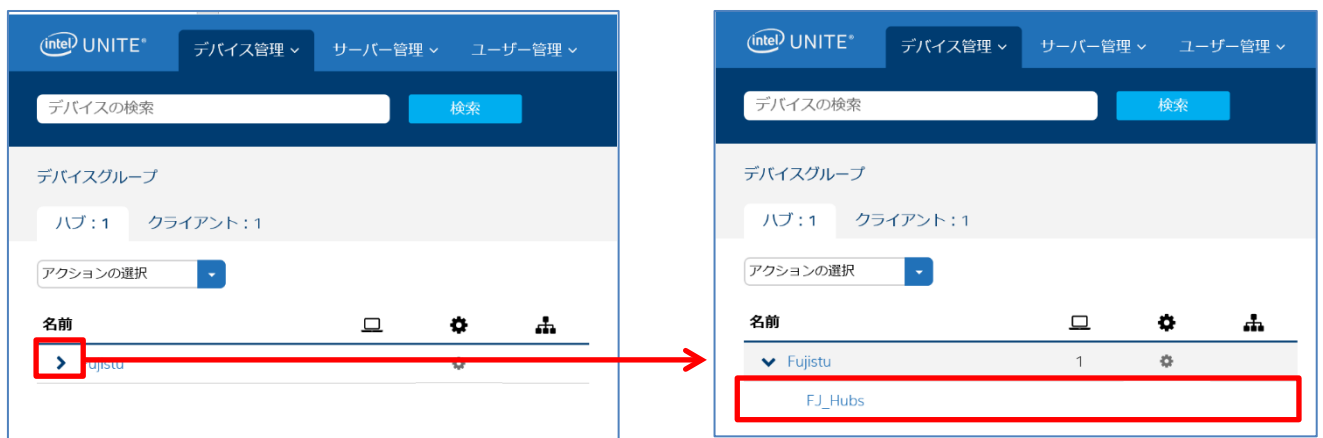 intel UNITE® デバイス管理 サーバー管理 ユーザー管理
デバイスの検索 検索
デバイスグループ
ハブ：1 クライアント：1
アクションの選択
名前
intel UNITE® デバイス管理 サーバー管理 ユーザー管理
デバイスの検索 検索
デバイスグループ
ハブ：1 クライアント：1
アクションの選択
名前
Fujistu 1
FJ_Hubs